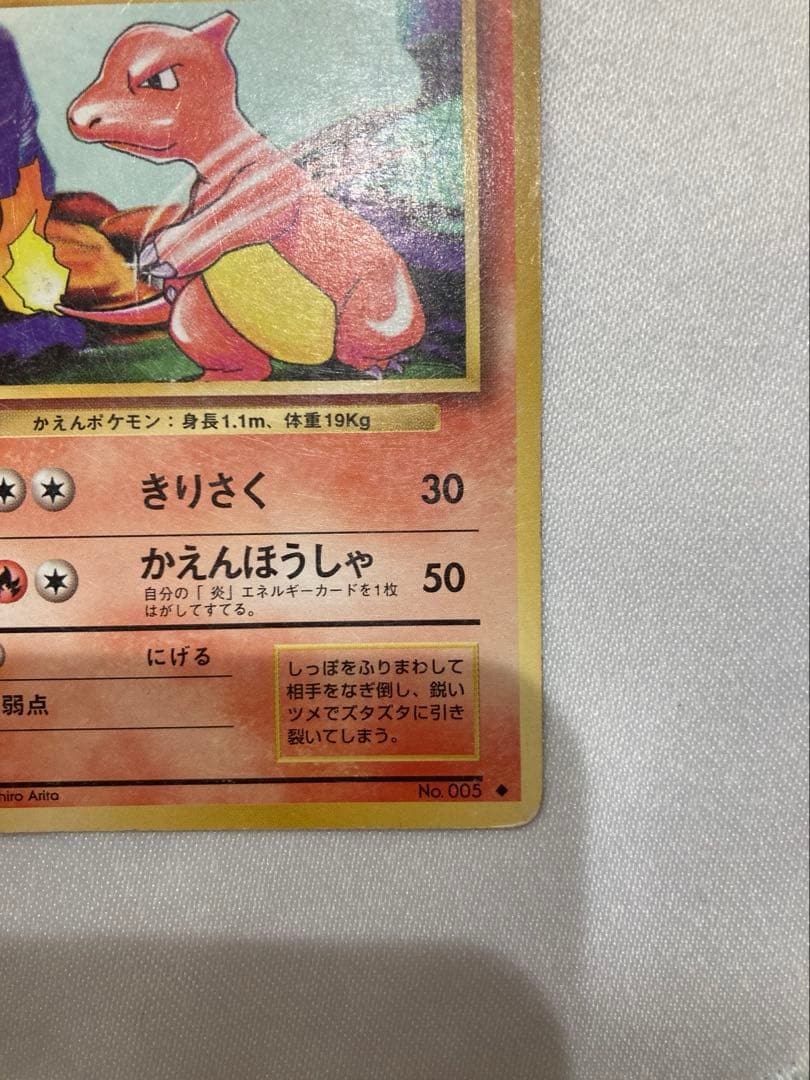 かえんポケモン：身長1.1m、体重19Kg
きりさく 30
かえんほうしゃ 50
自分の「 炎」エネルギーカードを1枚
はがしてすてる。
にげる
弱点
しっぽをふりまわして
相手をなぎ倒し、鋭い
ツメでズタズタに引き
裂いてしまう。
hiro Arita
No. 005 ◆